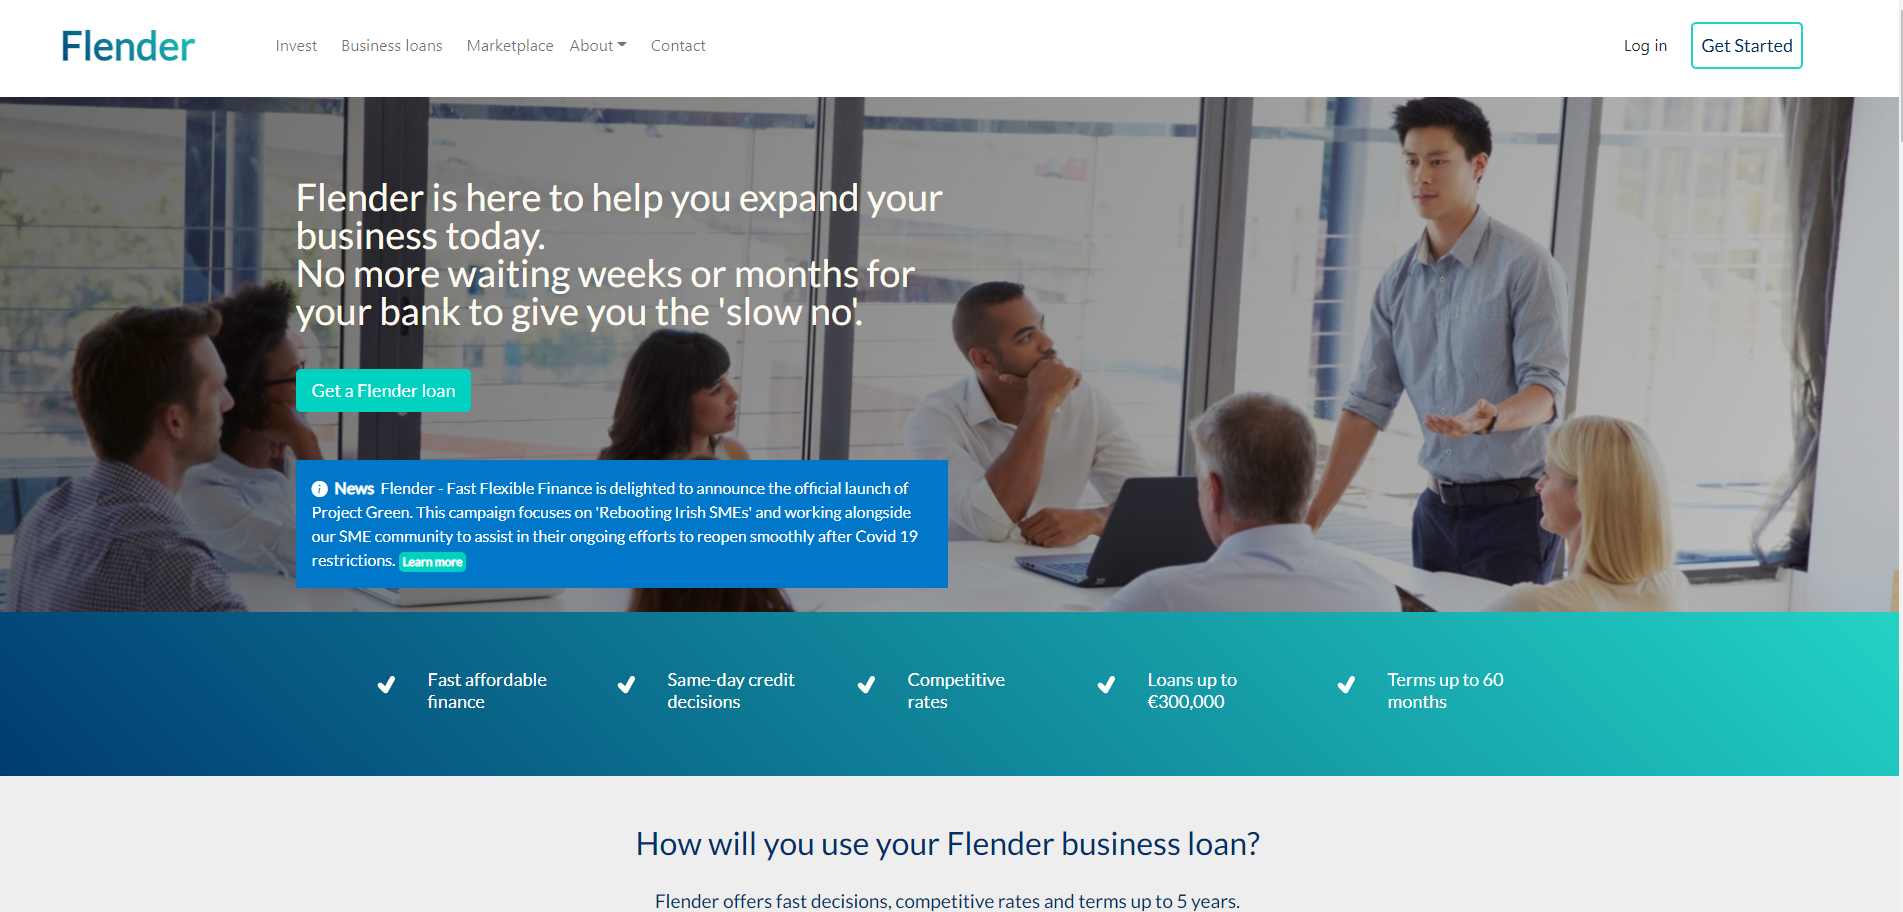 Flender
Invest
Business loans
Marketplace
About
Contact
Log in
Get Started
Flender is here to help you expand your
business today.
No more waiting weeks or months for
your bank to give you the 'slow no'.
Get a Flender loan
News Flender - Fast Flexible Finance is delighted to announce the official launch of
Project Green. This campaign focuses on 'Rebooting Irish SMEs' and working alongside
our SME community to assist in their ongoing efforts to reopen smoothly after Covid 19
restrictions. Learn more
Fast affordable
finance
Same-day credit
decisions
Competitive
rates
Loans up to
€300,000
Terms up to 60
months
How will you use your Flender business loan?
Flender offers fast decisions, competitive rates and terms up to 5 years.